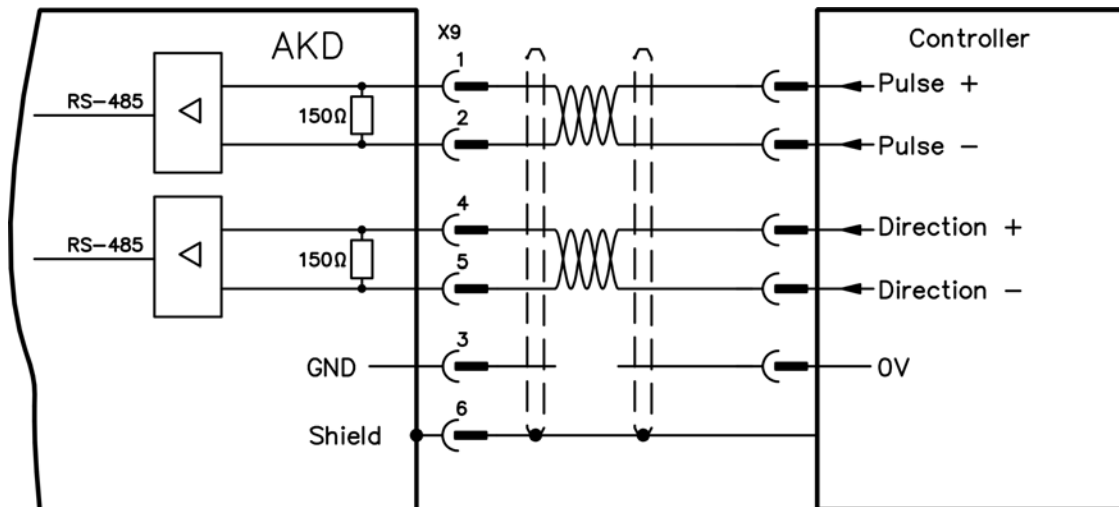 X9
AKD
Controller
1
Pulse +
RS-485
150Ω
2
Pulse -
4
Direction +
RS-485
150Ω
5
Direction -
3
GND
0V
6
Shield